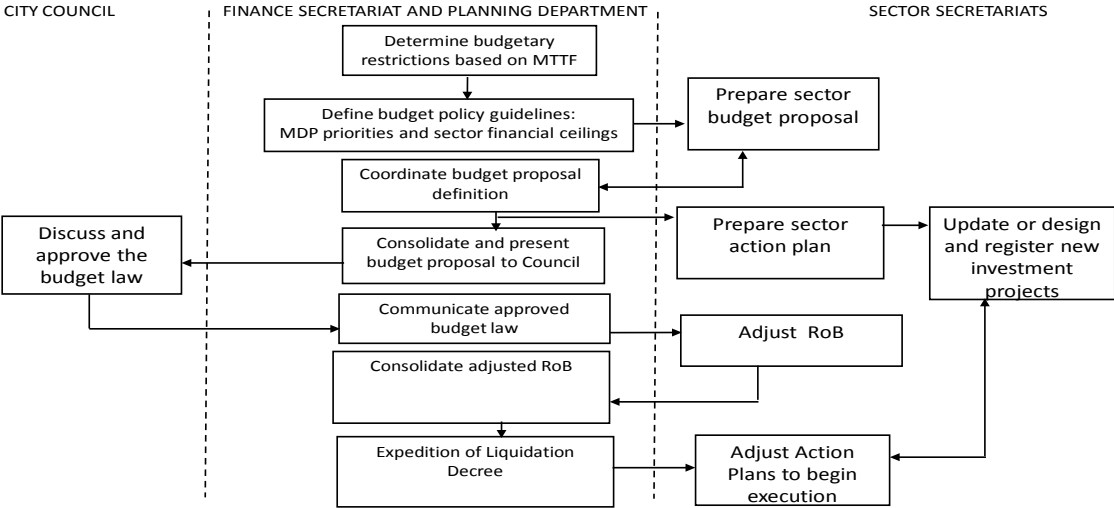 CITY COUNCIL
FINANCE SECRETARIAT AND PLANNING DEPARTMENT
SECTOR SECRETARIATS
Determine budgetary
restrictions based on MTTF
Define budget policy guidelines:
MDP priorities and sector financial ceilings
Prepare sector
budget proposal
Coordinate budget proposal
definition
Prepare sector
action plan
Update or design
and register new
investment
projects
Discuss and
approve the
budget law
Consolidate and present
budget proposal to Council
Communicate approved
budget law
Adjust RoB
Consolidate adjusted RoB
Expedition of Liquidation
Decree
Adjust Action
Plans to begin
execution